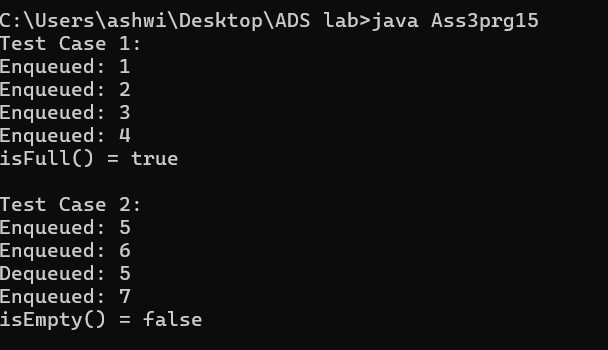 C:\Users\ashwi\Desktop\ADS lab>java Ass3prg15
Test Case 1:
Enqueued: 1
Enqueued: 2
Enqueued: 3
Enqueued: 4
isFull() = true
Test Case 2:
Enqueued: 5
Enqueued: 6
Dequeued: 5
Enqueued: 7
isEmpty() = false